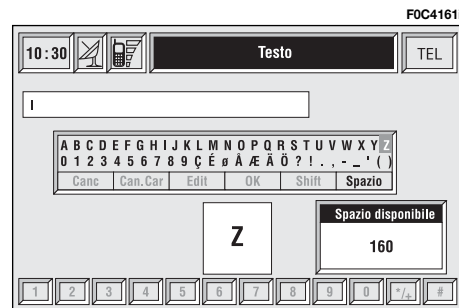 F0C4161
10:30 Testo TEL
I
A B C D E F G H I J K L M N O P Q R S T U V W X Y Z
0 1 2 3 4 5 6 7 8 9 Ç É ø Å Æ Ä Ö ? ! . , - _ ' ( )
Canc Can.Car Edit OK Shift Spazio
Z
Spazio disponibile
160
1 2 3 4 5 6 7 8 9 0 */+ #